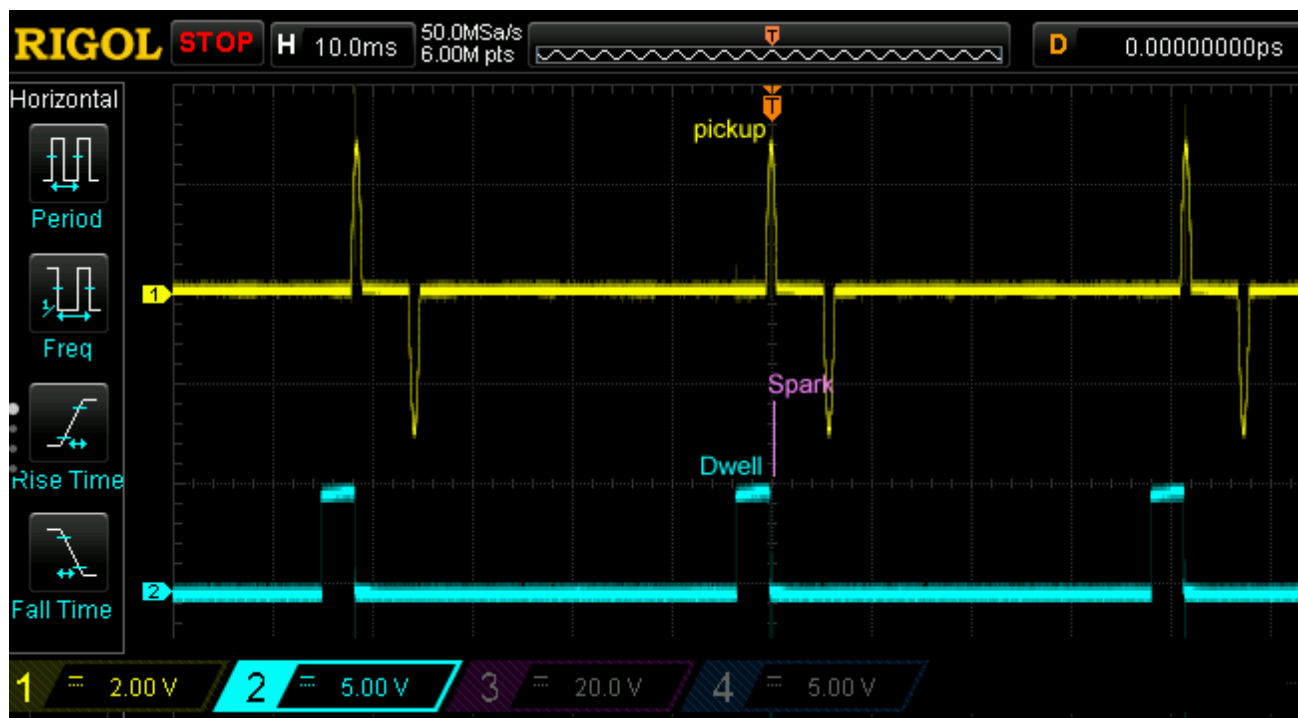 RIGOL STOP H 10.0ms 50.0MSa/s
6.00M pts
T
D 0.00000000ps
Horizontal
T
pickup
Period
1
1/
Freq
Spark
Dwell
Rise Time
2
Fall Time
1 2.00 V 2 5.00 V 3 20.0 V 4 5.00 V